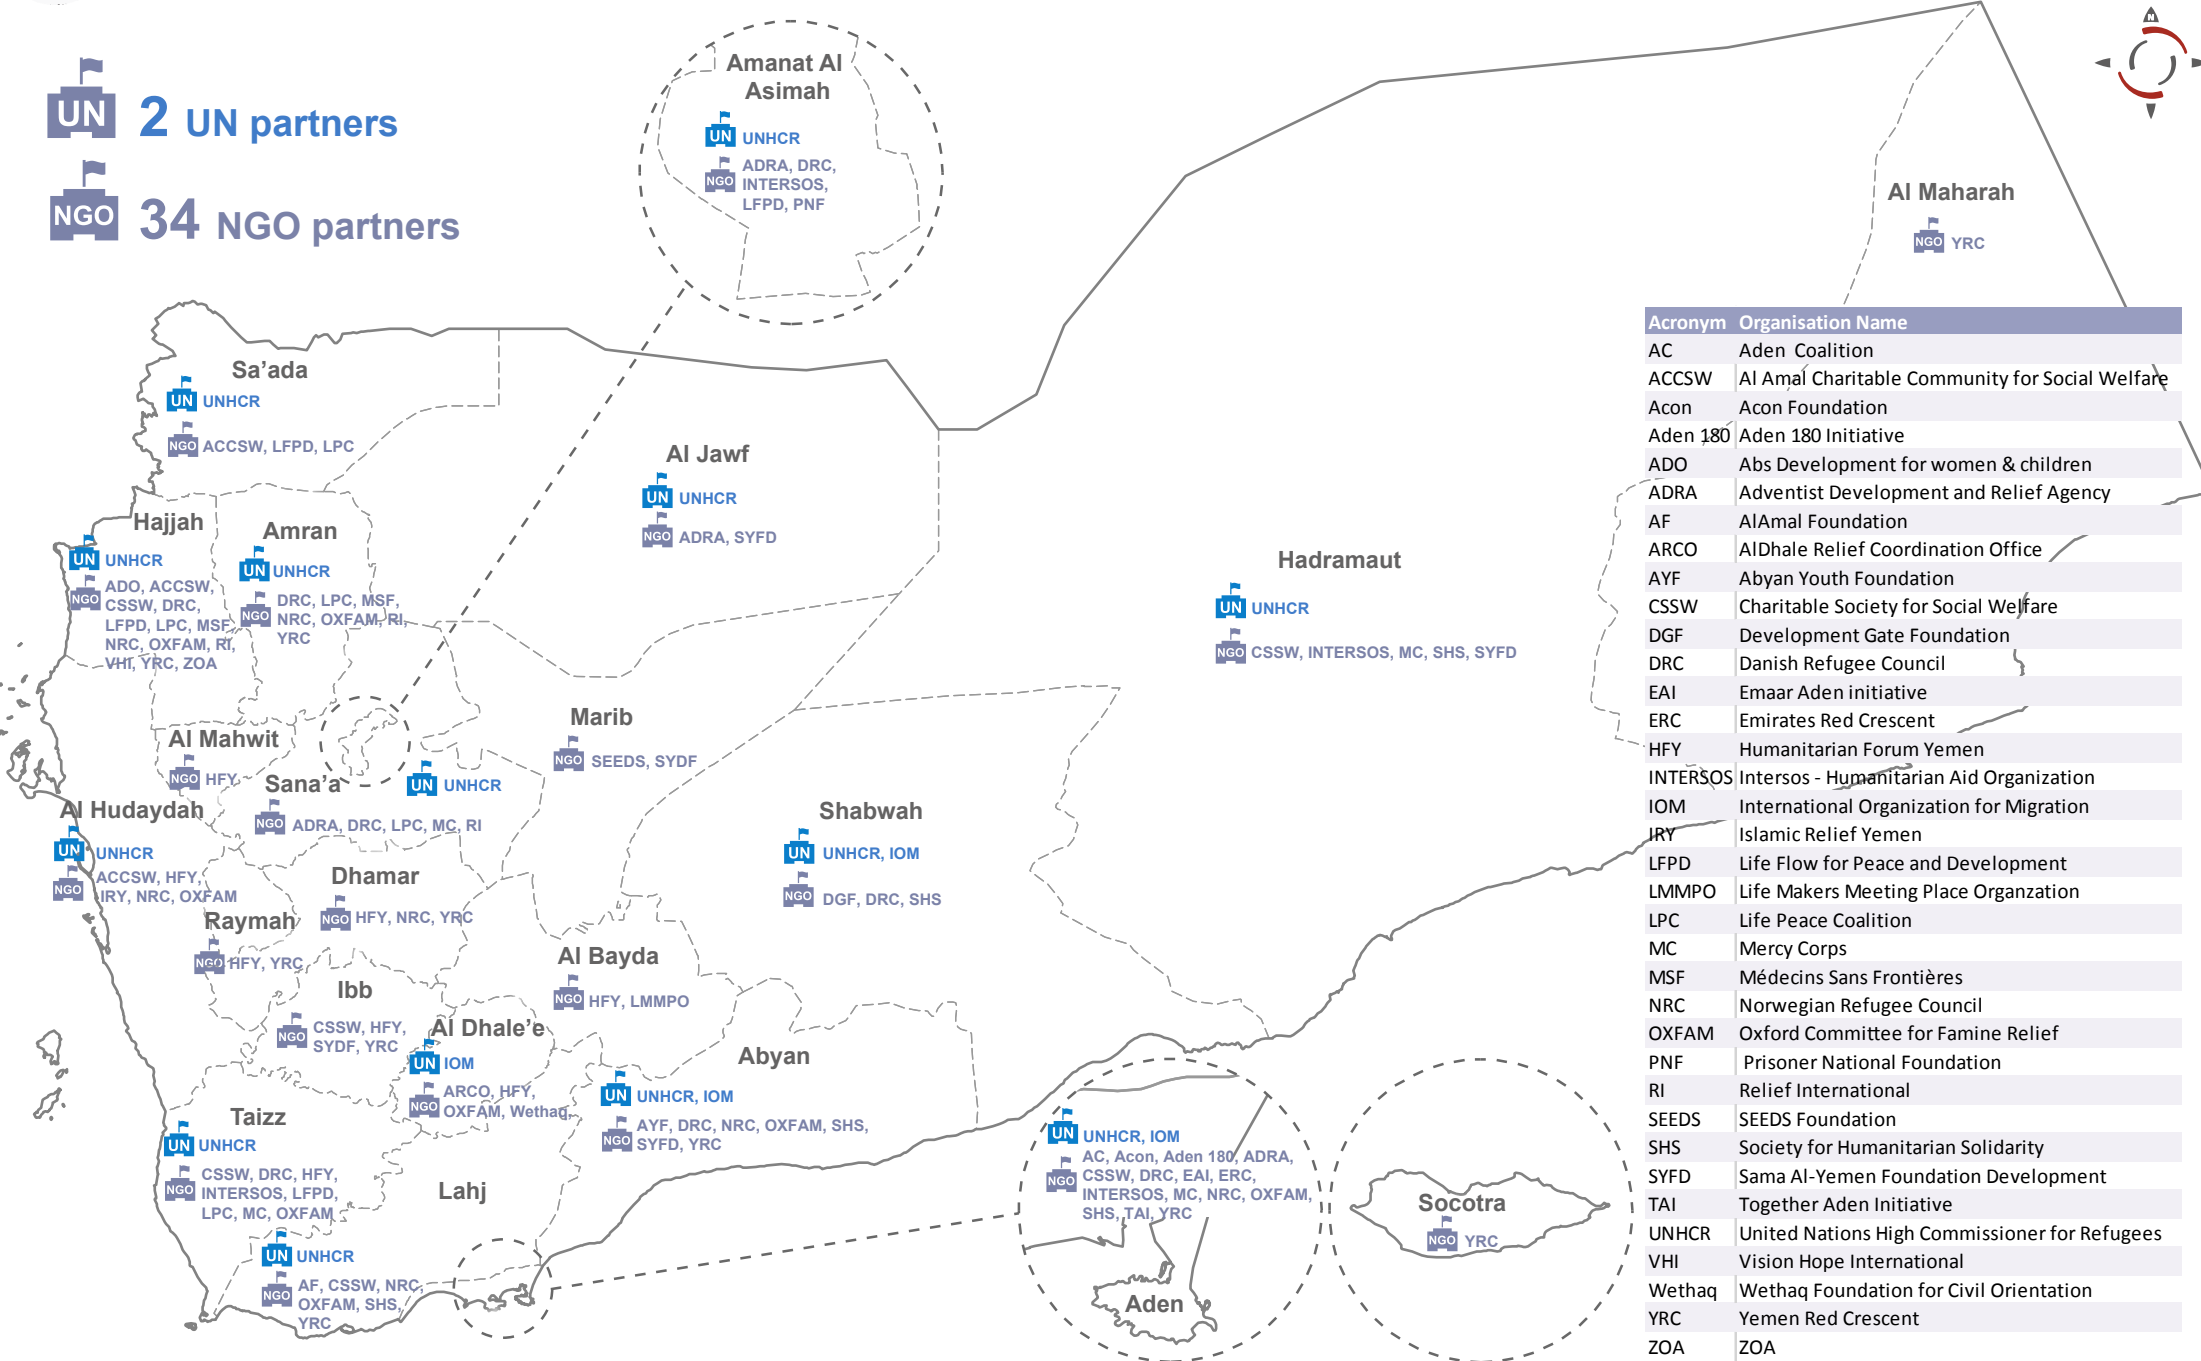 UN
2 UN partners
NGO
34 NGO partners
N
Amanat Al
Asimah
UN UNHCR
NGO ADRA, DRC,
INTERSOS,
LFPD, PNF
Al Maharah
NGO YRC
Sa’ada
UN UNHCR
NGO ACCSW, LFPD, LPC
Al Jawf
UN UNHCR
NGO ADRA, SYFD
Hajjah
UN UNHCR
NGO ADO, ACCSW,
CSSW, DRC,
LFPD, LPC, MSF,
NRC, OXFAM, RI,
VHI, YRC, ZOA
Amran
UN UNHCR
NGO DRC, LPC, MSF,
NRC, OXFAM, RI,
YRC
Hadramaut
UN UNHCR
NGO CSSW, INTERSOS, MC, SHS, SYFD
Marib
NGO SEEDS, SYDF
Al Mahwit
NGO HFY
Sana’a
UN UNHCR
NGO ADRA, DRC, LPC, MC, RI
Al Hudaydah
UN UNHCR
NGO ACCSW, HFY,
IRY, NRC, OXFAM
Shabwah
UN UNHCR, IOM
NGO DGF, DRC, SHS
Dhamar
NGO HFY, NRC, YRC
Raymah
NGO HFY, YRC
Al Bayda
NGO HFY, LMMPO
Ibb
NGO CSSW, HFY,
SYDF, YRC
Al Dhale’e
UN IOM
NGO ARCO, HFY,
OXFAM, Wethaq,
Abyan
UN UNHCR, IOM
NGO AYF, DRC, NRC, OXFAM, SHS,
SYFD, YRC
Taizz
UN UNHCR
NGO CSSW, DRC, HFY,
INTERSOS, LFPD,
LPC, MC, OXFAM
Lahj
UN UNHCR
NGO AF, CSSW, NRC,
OXFAM, SHS,
YRC
UN UNHCR, IOM
NGO AC, Acon, Aden 180, ADRA,
CSSW, DRC, EAI, ERC,
INTERSOS, MC, NRC, OXFAM,
SHS, TAI, YRC
Aden
Socotra
NGO YRC
Acronym Organisation Name
AC Aden Coalition
ACCSW Al Amal Charitable Community for Social Welfare
Acon Acon Foundation
Aden 180 Aden 180 Initiative
ADO Abs Development for women & children
ADRA Adventist Development and Relief Agency
AF AlAmal Foundation
ARCO AlDhale Relief Coordination Office
AYF Abyan Youth Foundation
CSSW Charitable Society for Social Welfare
DGF Development Gate Foundation
DRC Danish Refugee Council
EAI Emaar Aden initiative
ERC Emirates Red Crescent
HFY Humanitarian Forum Yemen
INTERSOS Intersos - Humanitarian Aid Organization
IOM International Organization for Migration
IRY Islamic Relief Yemen
LFPD Life Flow for Peace and Development
LMMPO Life Makers Meeting Place Organzation
LPC Life Peace Coalition
MC Mercy Corps
MSF Médecins Sans Frontières
NRC Norwegian Refugee Council
OXFAM Oxford Committee for Famine Relief
PNF Prisoner National Foundation
RI Relief International
SEEDS SEEDS Foundation
SHS Society for Humanitarian Solidarity
SYFD Sama Al-Yemen Foundation Development
TAI Together Aden Initiative
UNHCR United Nations High Commissioner for Refugees
VHI Vision Hope International
Wethaq Wethaq Foundation for Civil Orientation
YRC Yemen Red Crescent
ZOA ZOA